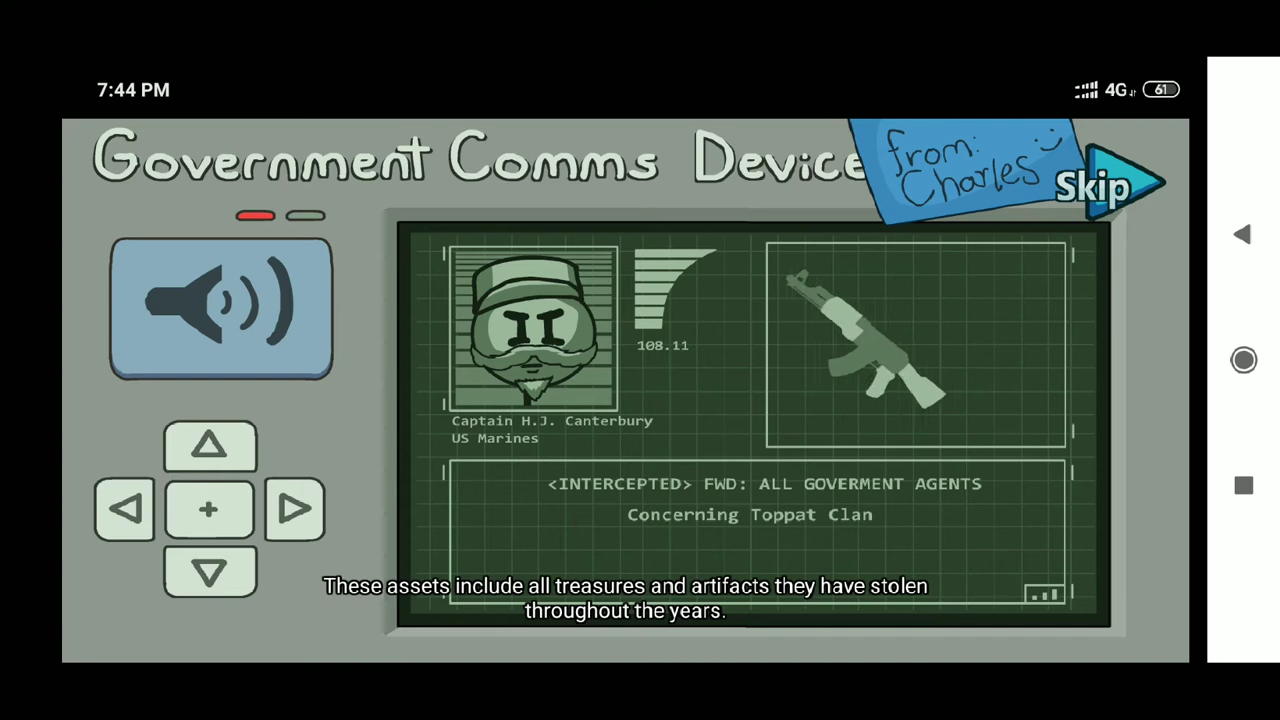 7:44 PM
4G 61
Government Comms Device
from:
Charles
Skip
108.11
Captain H.J. Canterbury
US Marines
<INTERCEPTED> FWD: ALL GOVERMENT AGENTS
Concerning Toppat Clan
These assets include all treasures and artifacts they have stolen
throughout the years.